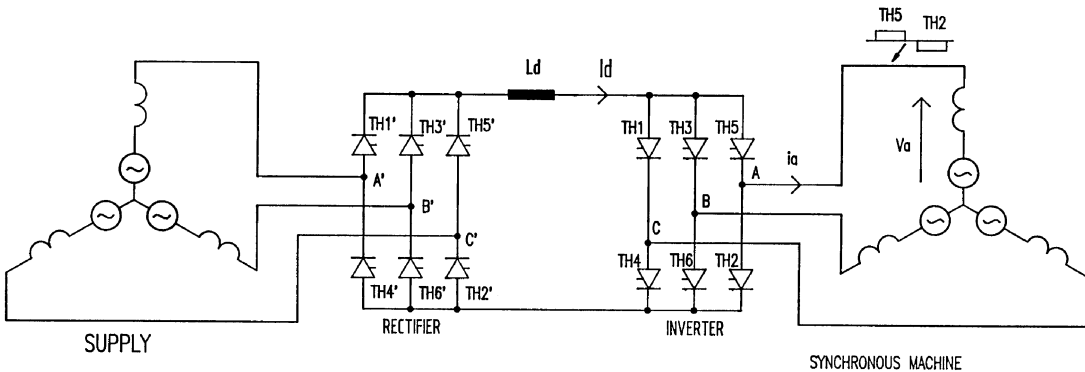 TH5
TH2
Ld
Id
TH1'
TH3'
TH5'
TH1
TH3
TH5
Va
A'
A
ia
B'
B
C'
C
TH4'
TH6'
TH2'
TH4
TH6
TH2
RECTIFIER
INVERTER
SUPPLY
SYNCHRONOUS MACHINE